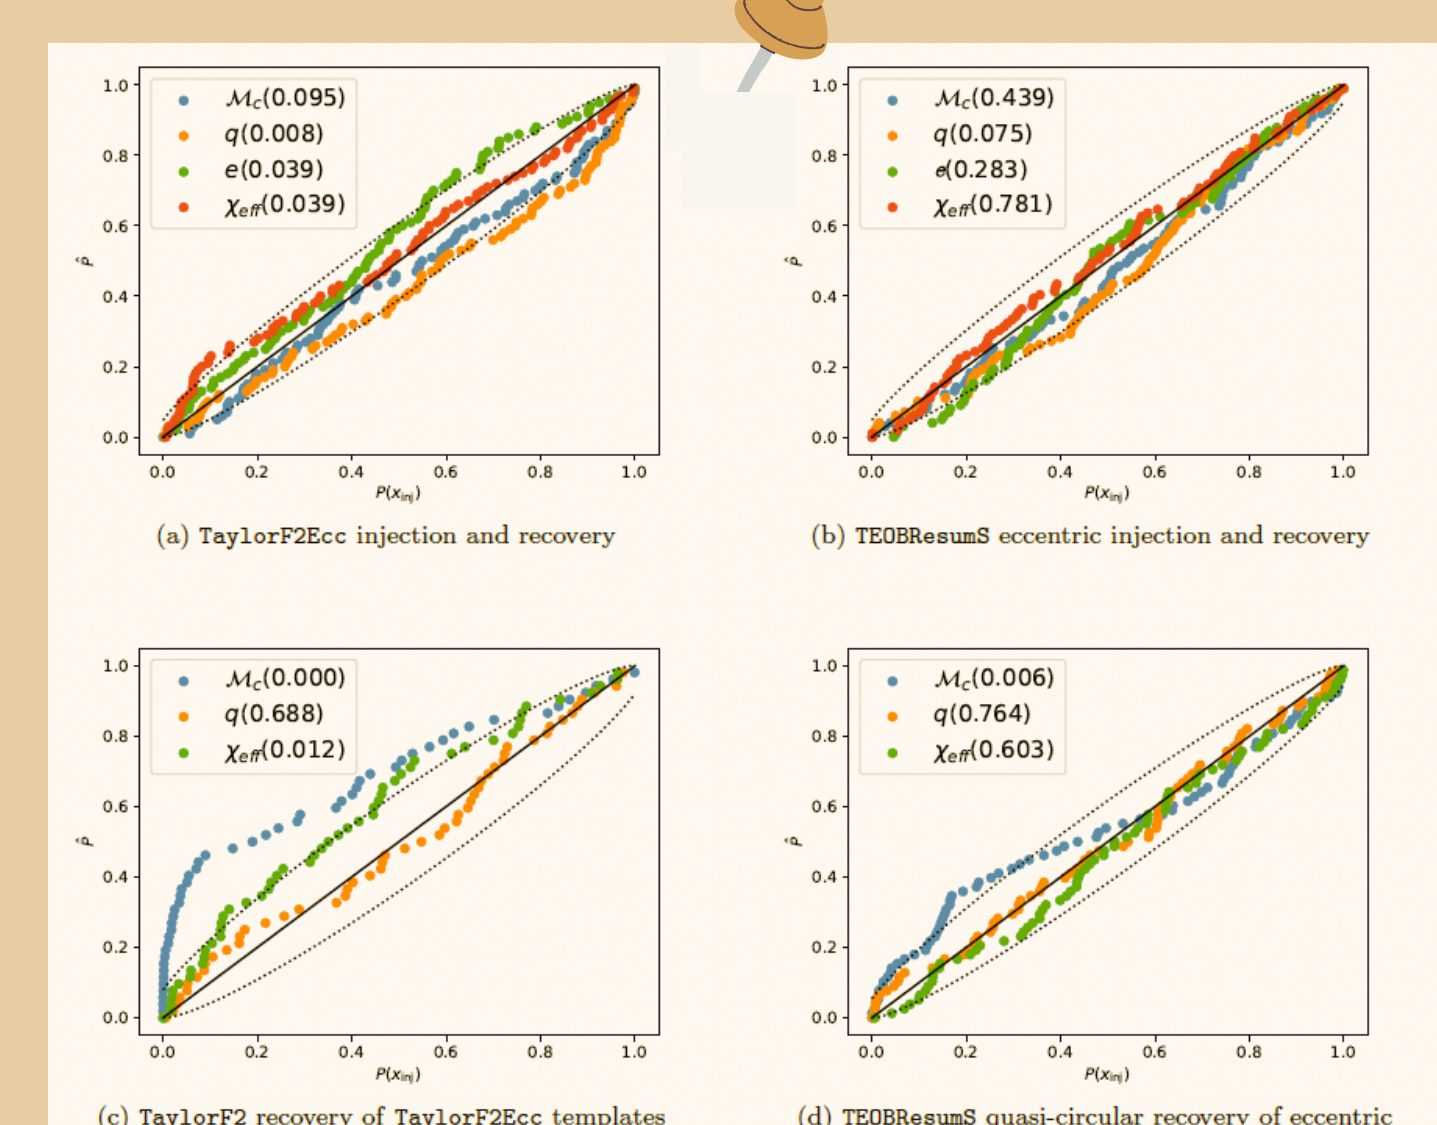 1.0
0.8
0.6
0.4
0.2
0.0
P̂
ℳc(0.095)
q(0.008)
e(0.039)
χeff(0.039)
0.0 0.2 0.4 0.6 0.8 1.0
P(xinj)
(a) TaylorF2Ecc injection and recovery
1.0
0.8
0.6
0.4
0.2
0.0
P̂
ℳc(0.439)
q(0.075)
e(0.283)
χeff(0.781)
0.0 0.2 0.4 0.6 0.8 1.0
P(xinj)
(b) TEOBResumS eccentric injection and recovery
1.0
0.8
0.6
0.4
0.2
0.0
P̂
ℳc(0.000)
q(0.688)
χeff(0.012)
0.0 0.2 0.4 0.6 0.8 1.0
P(xinj)
(c) TaylorF2 recovery of TaylorF2Ecc templates
1.0
0.8
0.6
0.4
0.2
0.0
P̂
ℳc(0.006)
q(0.764)
χeff(0.603)
0.0 0.2 0.4 0.6 0.8 1.0
P(xinj)
(d) TEOBResumS quasi-circular recovery of eccentric